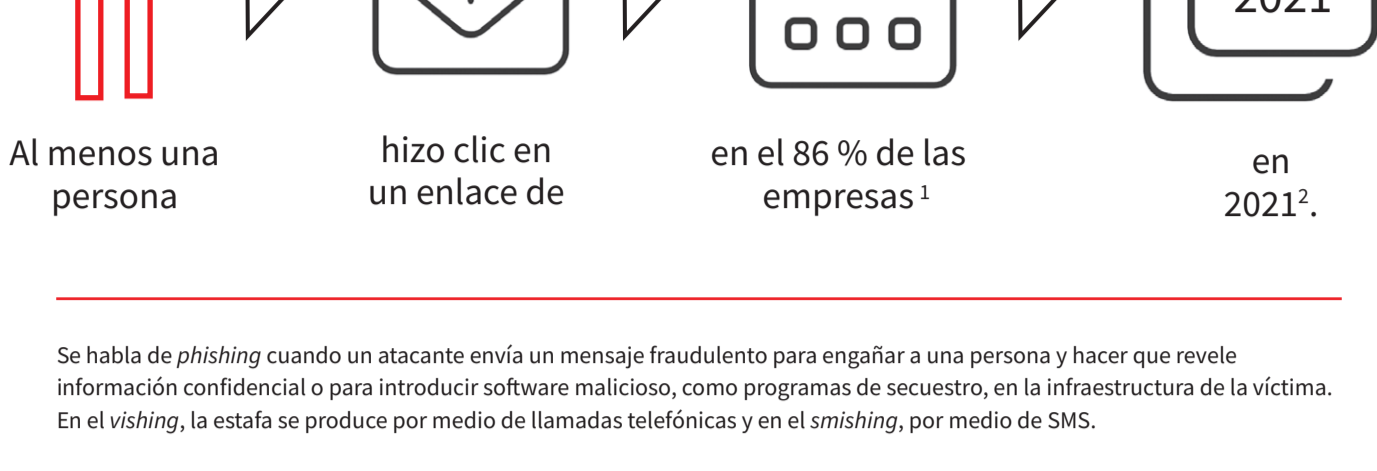 2021
Al menos una
persona
hizo clic en
un enlace de
en el 86 % de las
empresas ¹
en
2021².
Se habla de phishing cuando un atacante envía un mensaje fraudulento para engañar a una persona y hacer que revele
información confidencial o para introducir software malicioso, como programas de secuestro, en la infraestructura de la víctima.
En el vishing, la estafa se produce por medio de llamadas telefónicas y en el smishing, por medio de SMS.